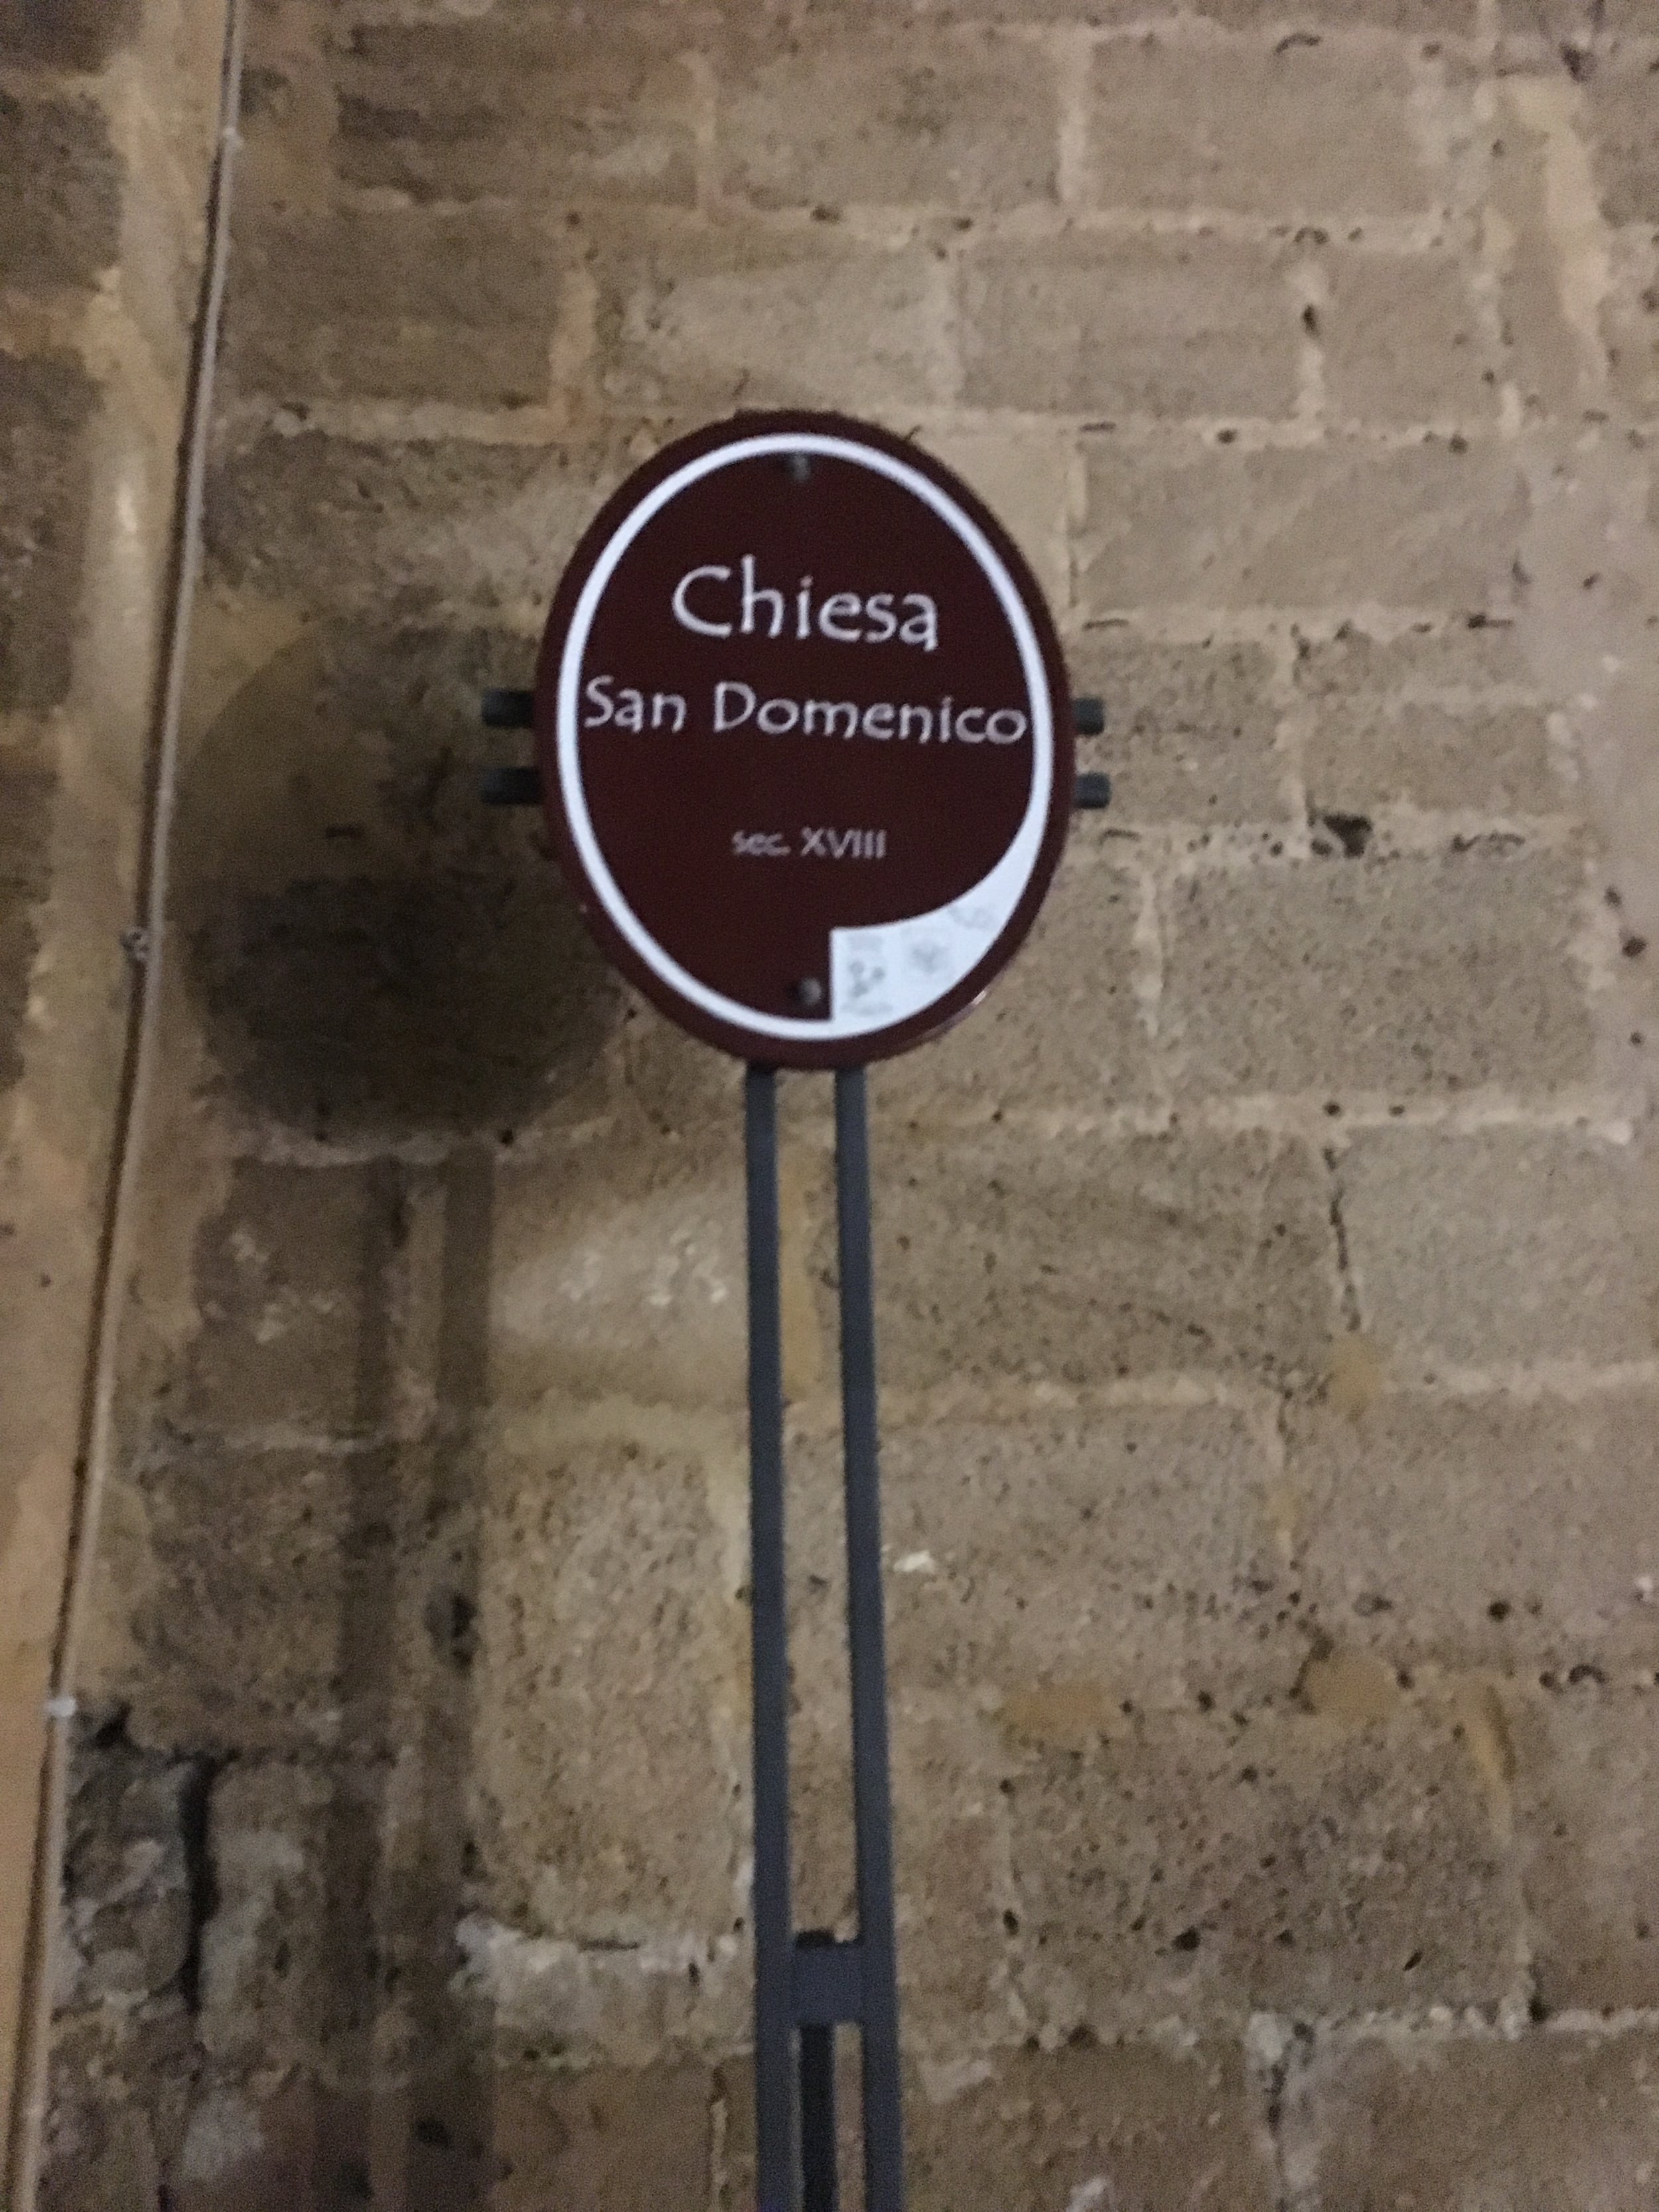 Chiesa
San Domenico
sec. XVIII